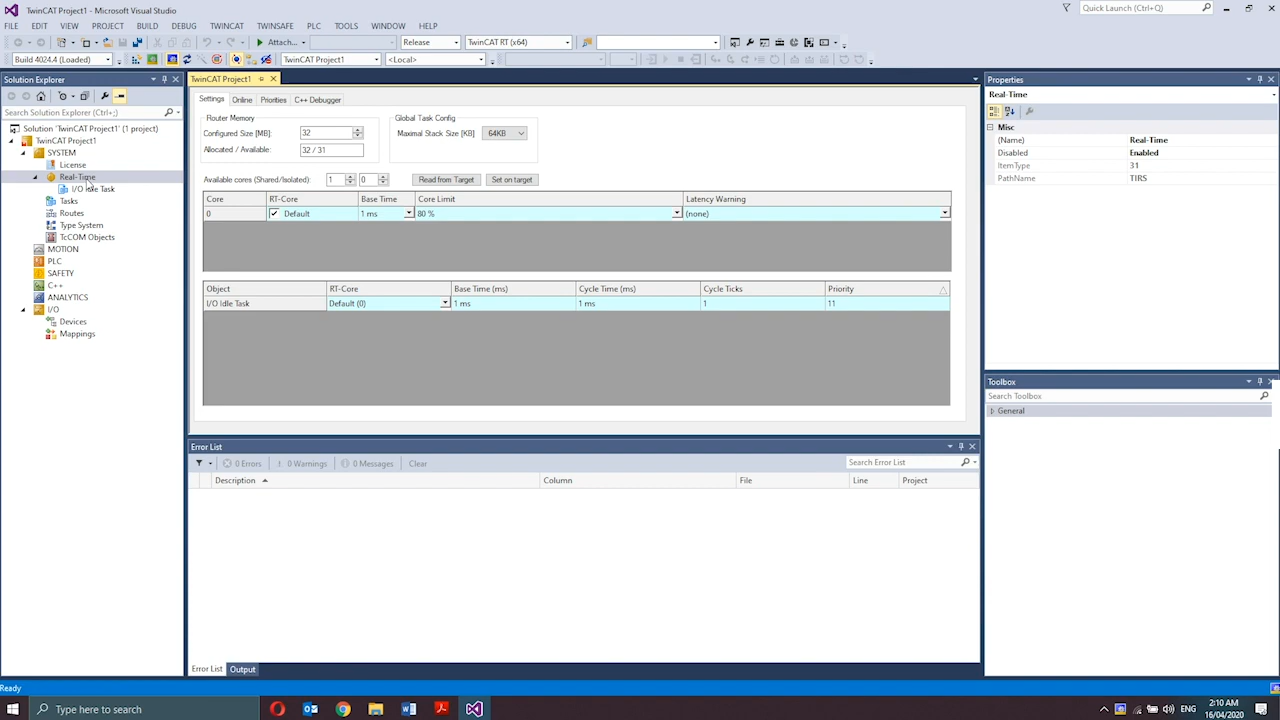 TwinCAT Project1 - Microsoft Visual Studio
Quick Launch (Ctrl+Q)
FILE EDIT VIEW PROJECT BUILD DEBUG TWINCAT TWINSAFE PLC TOOLS WINDOW HELP
Attach... Release TwinCAT RT (x64)
Build 4024.4 (Loaded) TwinCAT Project1 <Local>
Solution Explorer
Search Solution Explorer (Ctrl+;)
Solution 'TwinCAT Project1' (1 project)
TwinCAT Project1
SYSTEM
License
Real-Time
I/O Idle Task
Tasks
Routes
Type System
TcCOM Objects
MOTION
PLC
SAFETY
C++
ANALYTICS
I/O
Devices
Mappings
TwinCAT Project1
Settings Online Priorities C++ Debugger
Router Memory
Configured Size [MB]: 32
Allocated / Available: 32 / 31
Global Task Config
Maximal Stack Size [KB] 64KB
Available cores (Shared/Isolated): 1 0 Read from Target Set on target
Core RT-Core Base Time Core Limit Latency Warning
0 Default 1 ms 80 % (none)
Object RT-Core Base Time (ms) Cycle Time (ms) Cycle Ticks Priority
I/O Idle Task Default (0) 1 ms 1 ms 1 11
Error List
0 Errors 0 Warnings 0 Messages Clear
Search Error List
Description Column File Line Project
Error List Output
Properties
Real-Time
Misc
(Name) Real-Time
Disabled Enabled
ItemType 31
PathName TIRS
Toolbox
Search Toolbox
General
Ready
Type here to search
ENG
2:10 AM
16/04/2020